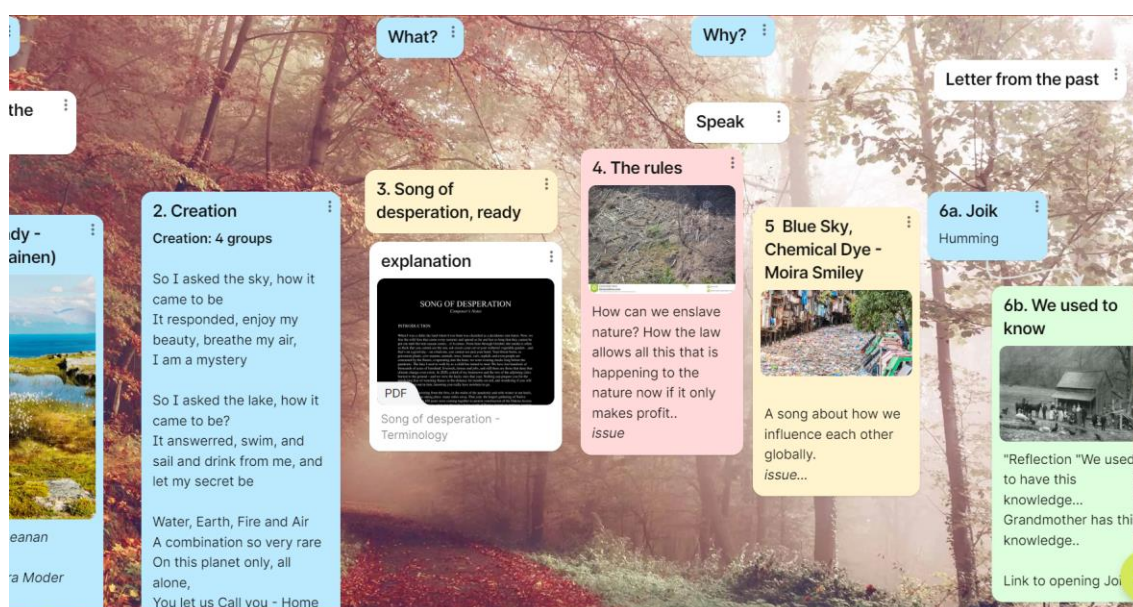 What?
Why?
Letter from the past
the
Speak
4. The rules
3. Song of
desperation, ready
2. Creation
Creation: 4 groups
So I asked the sky, how it
came to be
It responded, enjoy my
beauty, breathe my air,
I am a mystery
So I asked the lake, how it
came to be?
It answerred, swim, and
sail and drink from me, and
let my secret be
Water, Earth, Fire and Air
A combination so very rare
On this planet only, all
alone,
You let us Call you - Home
dy -
ainen)
eanan
ra Moder
explanation
SONG OF DESPERATION
Composer's Notes
INTRODUCTION
PDF
Song of desperation -
Terminology
How can we enslave
nature? How the law
allows all this that is
happening to the
nature now if it only
makes profit..
issue
5 Blue Sky,
Chemical Dye -
Moira Smiley
A song about how we
influence each other
globally.
issue...
6a. Joik
Humming
6b. We used to
know
"Reflection "We used
to have this
knowledge...
Grandmother has thi
knowledge..
Link to opening Joi